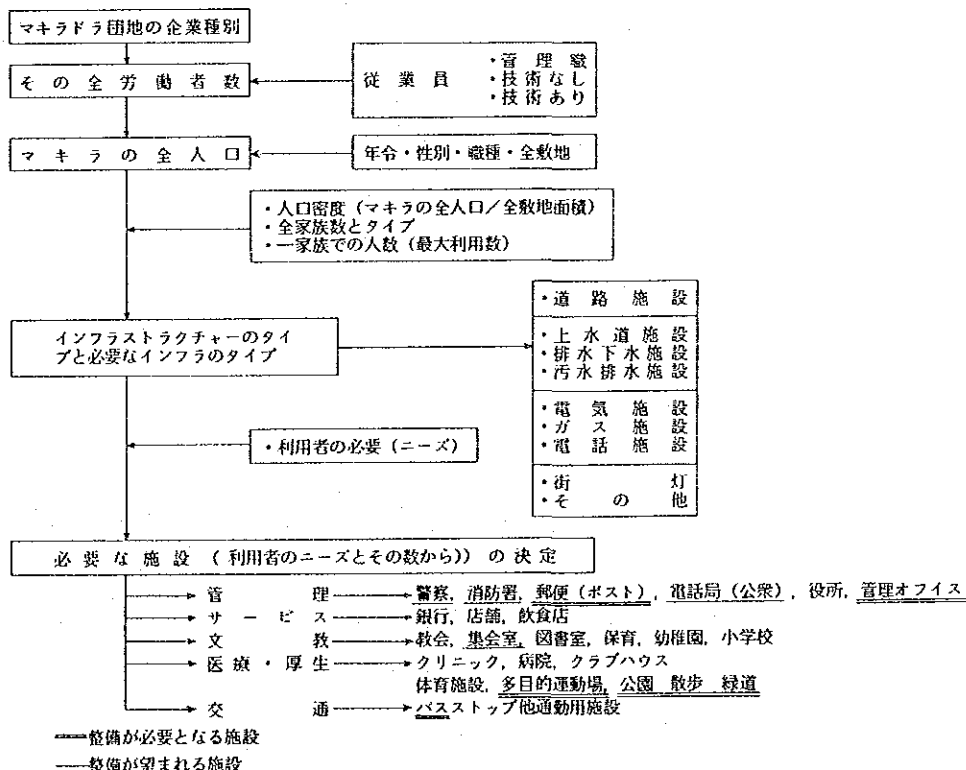 マキラドラ団地の企業種別
その全労働者数
従業員
・管理職
・技術なし
・技術あり
マキラの全人口
年令・性別・職種・全敷地
・人口密度(マキラの全人口/全敷地面積)
・全家族数とタイプ
・一家族での人数(最大利用数)
・道路施設
インフラストラクチャーのタイ
プと必要なインフラのタイプ
・上水道施設
・排水下水施設
・汚水排水施設
・電気施設
・ガス施設
・電話施設
・利用者の必要(ニーズ)
・街灯
・その他
必要な施設(利用者のニーズとその数から))の決定
管理 警察,消防署,郵便(ポスト),電話局(公衆),役所,管理オフイス
サービス 銀行,店舗,飲食店
文教 教会,集会室,図書室,保育,幼稚園,小学校
医療・厚生 クリニック,病院,クラブハウス
体育施設,多目的運動場,公園 散歩 緑道
交通 バスストップ他通動用施設
整備が必要となる施設
整備が望まれる施設